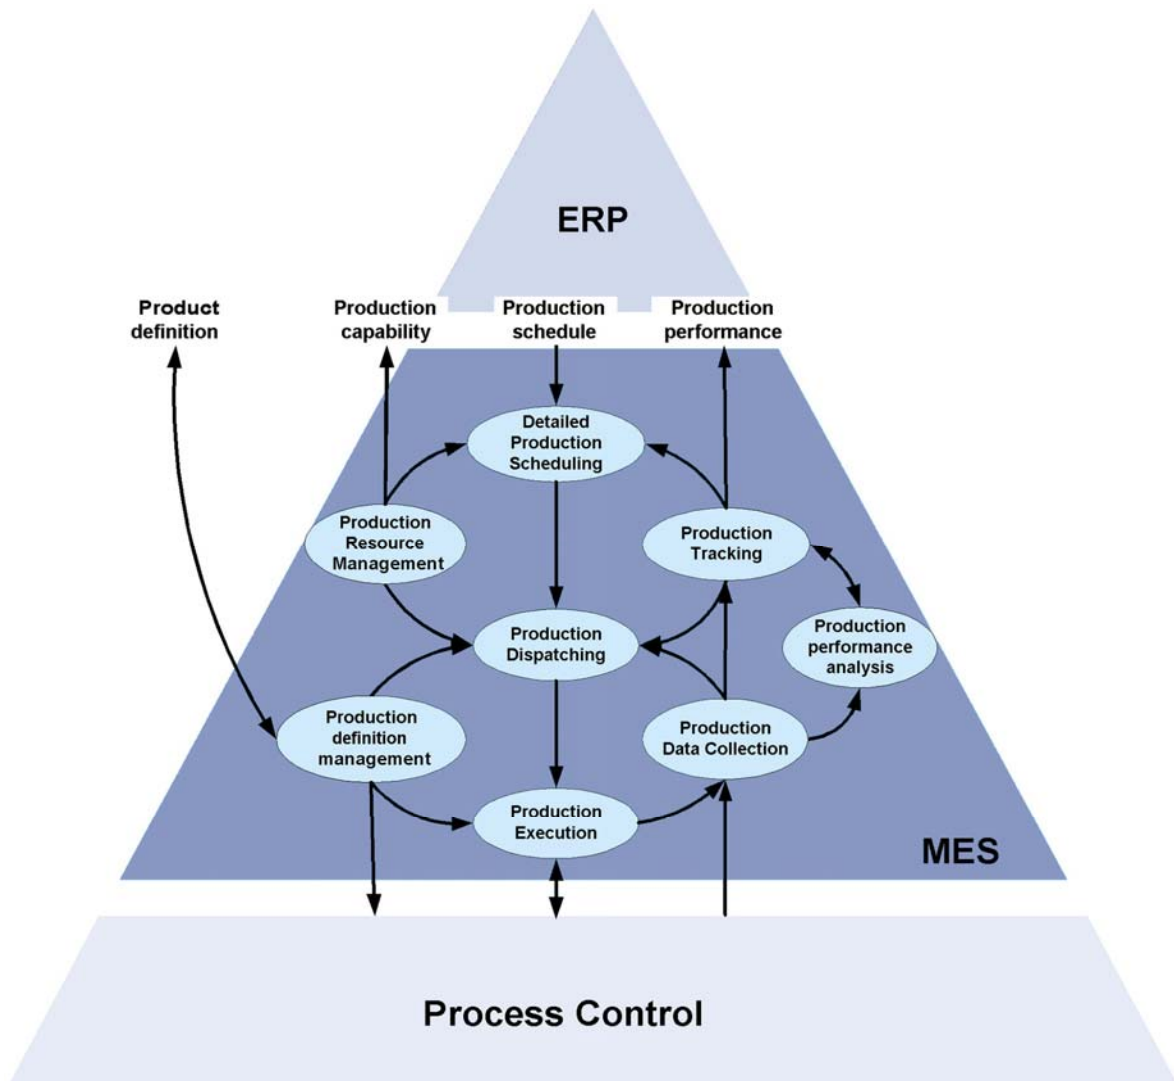 ERP
Product
definition
Production
capability
Production
schedule
Production
performance
Detailed
Production
Scheduling
Production
Resource
Management
Production
Tracking
Production
Dispatching
Production
performance
analysis
Production
definition
management
Production
Data Collection
Production
Execution
MES
Process Control